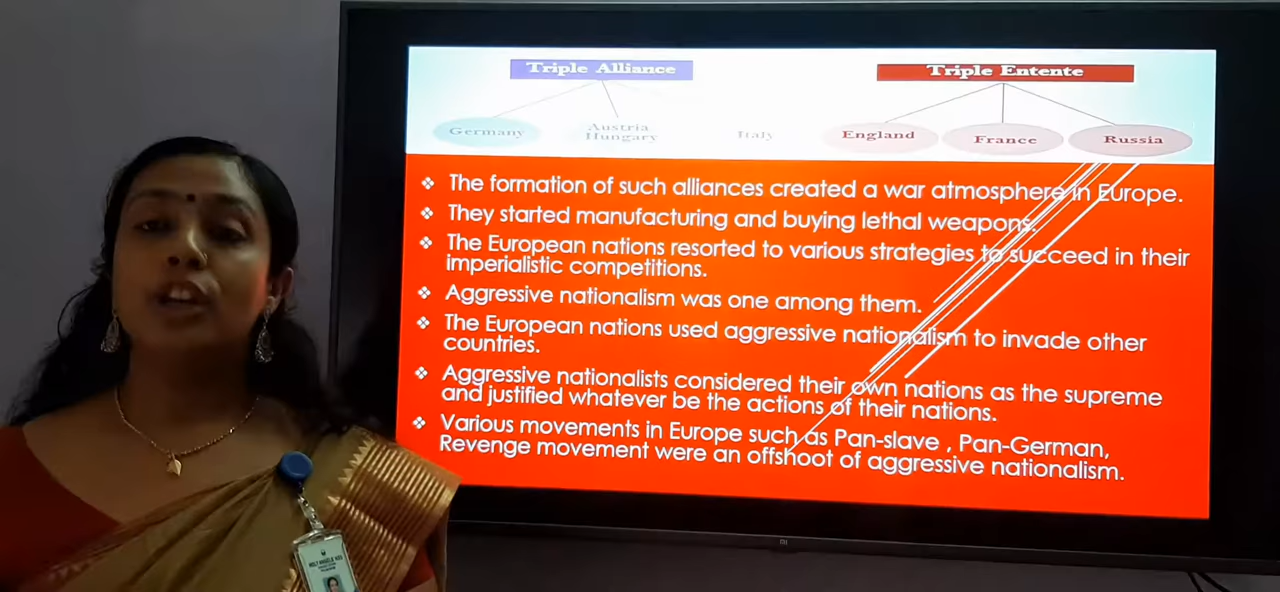 Triple Alliance
Triple Entente
Germany
Austria
Hungary
Italy
England
France
Russia
❖ The formation of such alliances created a war atmosphere in Europe.
❖ They started manufacturing and buying lethal weapons.
❖ The European nations resorted to various strategies to succeed in their
imperialistic competitions.
❖ Aggressive nationalism was one among them.
❖ The European nations used aggressive nationalism to invade other
countries.
❖ Aggressive nationalists considered their own nations as the supreme
and justified whatever be the actions of their nations.
❖ Various movements in Europe such as Pan-slave , Pan-German,
Revenge movement were an offshoot of aggressive nationalism.
mi